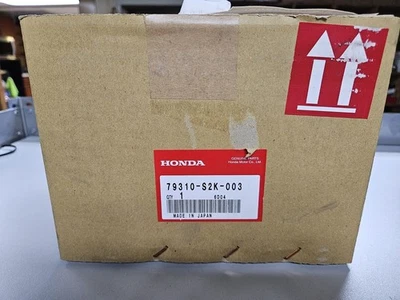 HONDA
GENUINE PARTS
Honda Motor Co., Ltd.
79310-S2K-003
QTY 1 6004
MADE IN JAPAN